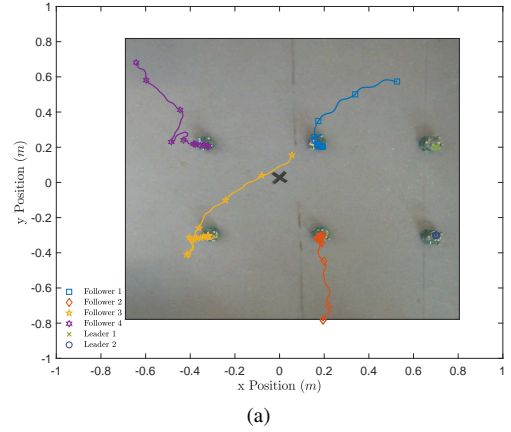 1
0.8
0.6
0.4
0.2
0
-0.2
-0.4
-0.6
-0.8
-1
y Position (m)
Follower 1
Follower 2
Follower 3
Follower 4
Leader 1
Leader 2
-1 -0.8 -0.6 -0.4 -0.2 0 0.2 0.4 0.6 0.8 1
x Position (m)
(a)